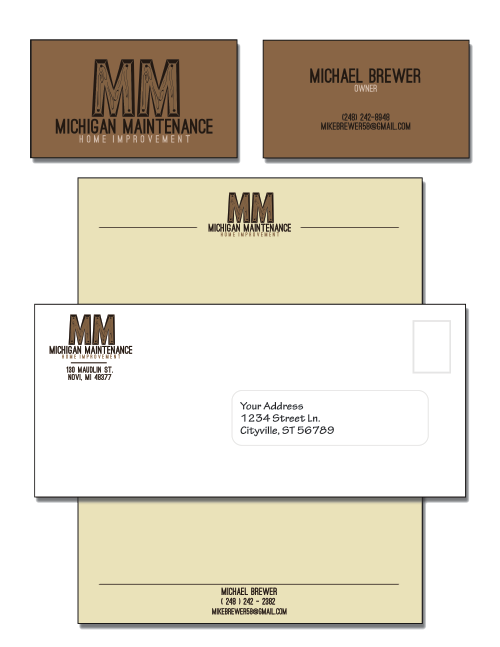 MM
MICHIGAN MAINTENANCE
HOME IMPROVEMENT
MICHAEL BREWER
OWNER
(248) 242-8948
MIKEBREWER58@GMAIL.COM
MM
MICHIGAN MAINTENANCE
HOME IMPROVEMENT
MM
MICHIGAN MAINTENANCE
HOME IMPROVEMENT
130 MAUDLIN ST.
NOVI, MI 48377
Your Address
1234 Street Ln.
Cityville, ST 56789
MICHAEL BREWER
( 248 ) 242 - 2382
MIKEBREWER58@GMAIL.COM